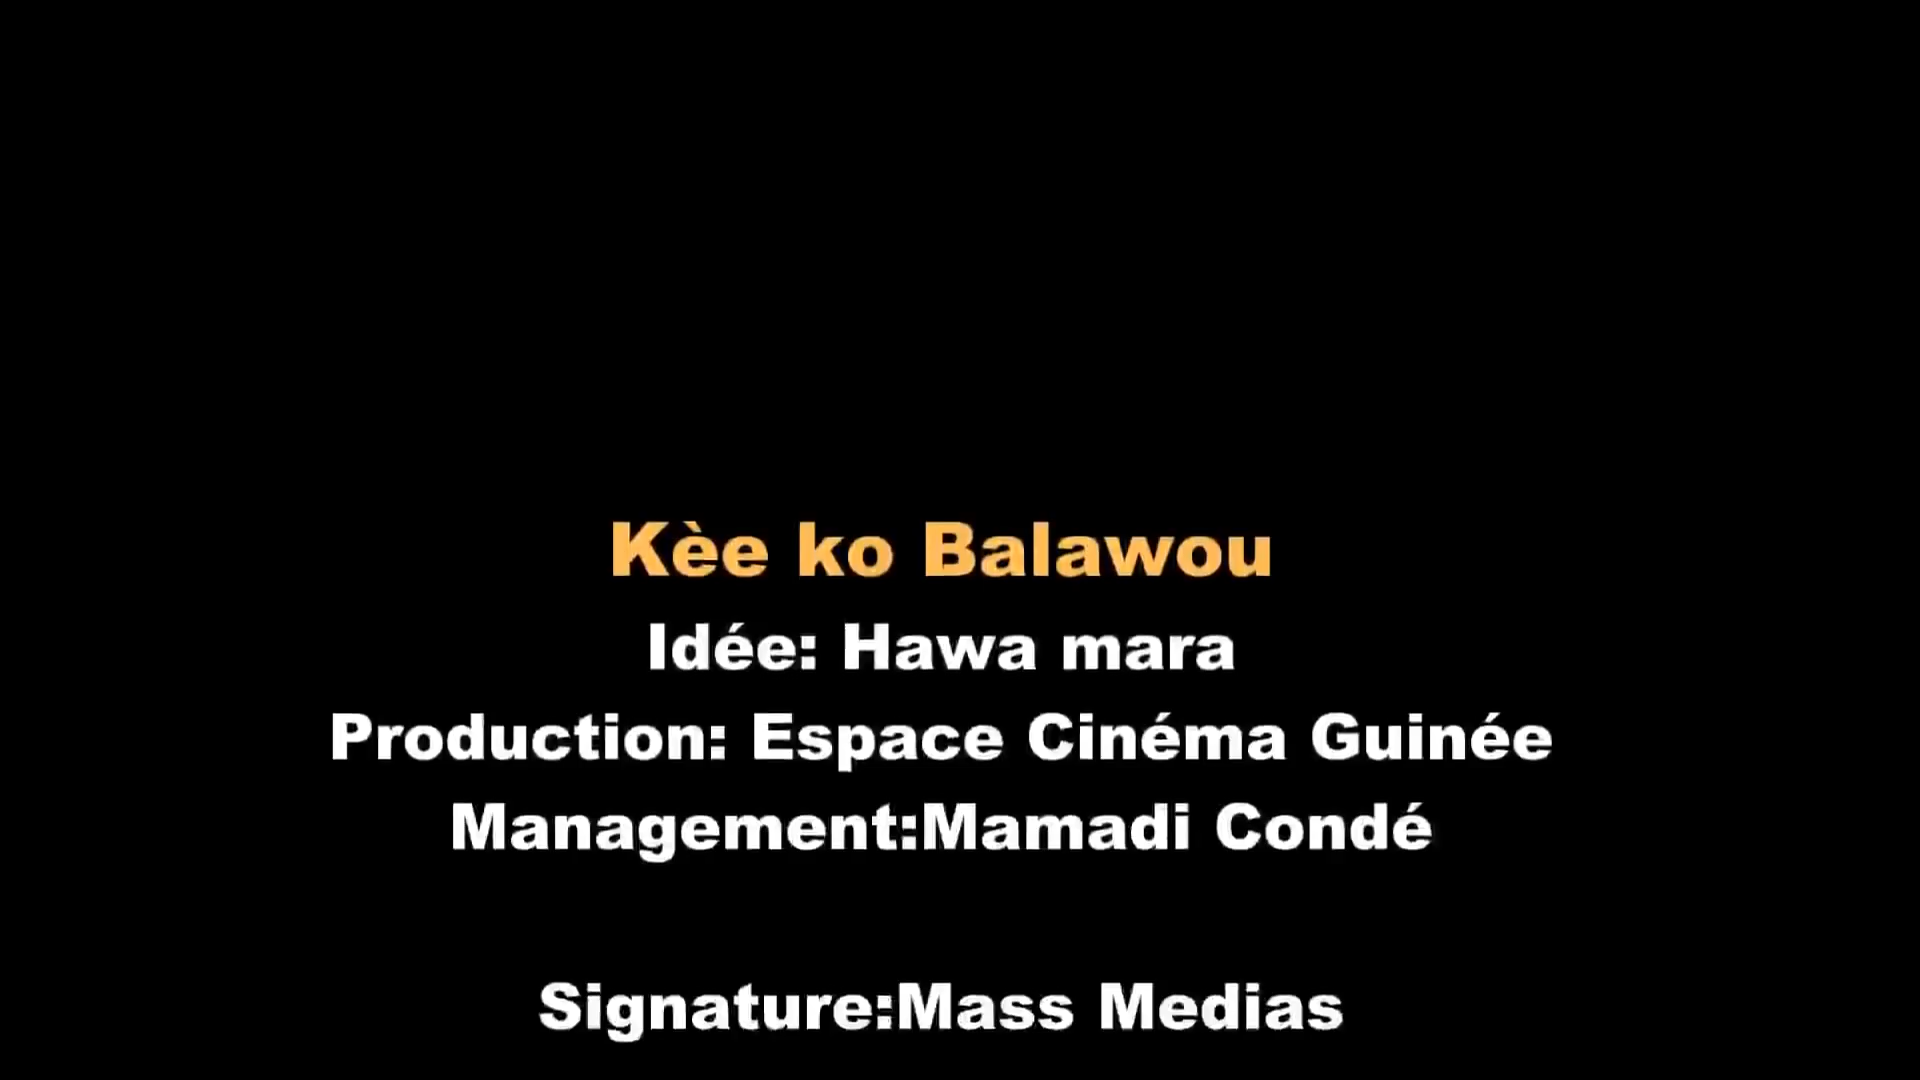 Kèe ko Balawou
Idée: Hawa mara
Production: Espace Cinéma Guinée
Management:Mamadi Condé
Signature:Mass Medias